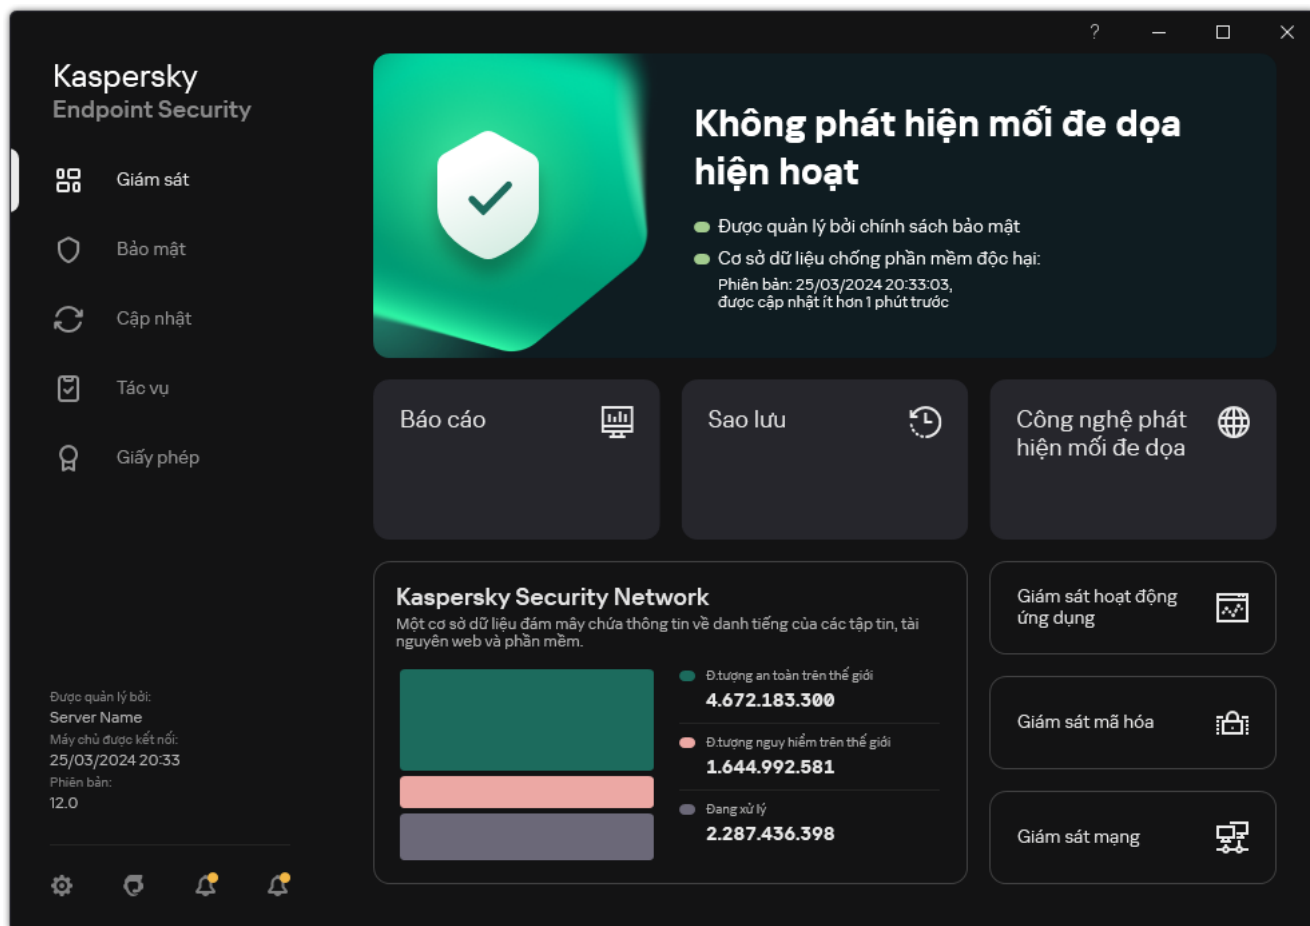 ?
Kaspersky
Endpoint Security
Giám sát
Bảo mật
Cập nhật
Tác vụ
Giấy phép
Được quản lý bởi:
Server Name
Máy chủ được kết nối:
25/03/2024 20:33
Phiên bản:
12.0
Không phát hiện mối đe dọa
hiện hoạt
Được quản lý bởi chính sách bảo mật
Cơ sở dữ liệu chống phần mềm độc hại:
Phiên bản: 25/03/2024 20:33:03,
được cập nhật ít hơn 1 phút trước
Báo cáo
Sao lưu
Công nghệ phát
hiện mối đe dọa
Kaspersky Security Network
Một cơ sở dữ liệu đám mây chứa thông tin về danh tiếng của các tập tin, tài
nguyên web và phần mềm.
Đ.tượng an toàn trên thế giới
4.672.183.300
Đ.tượng nguy hiểm trên thế giới
1.644.992.581
Đang xử lý
2.287.436.398
Giám sát hoạt động
ứng dụng
Giám sát mã hóa
Giám sát mạng